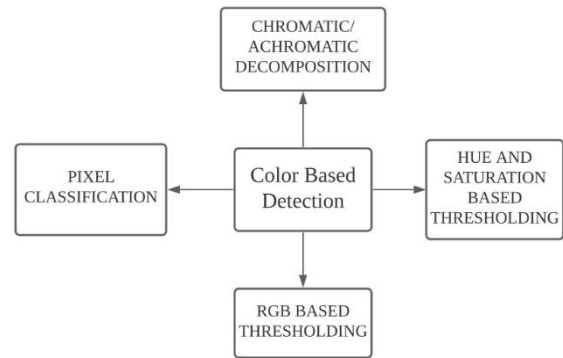 CHROMATIC/
ACHROMATIC
DECOMPOSITION
PIXEL
CLASSIFICATION
Color Based
Detection
HUE AND
SATURATION
BASED
THRESHOLDING
RGB BASED
THRESHOLDING